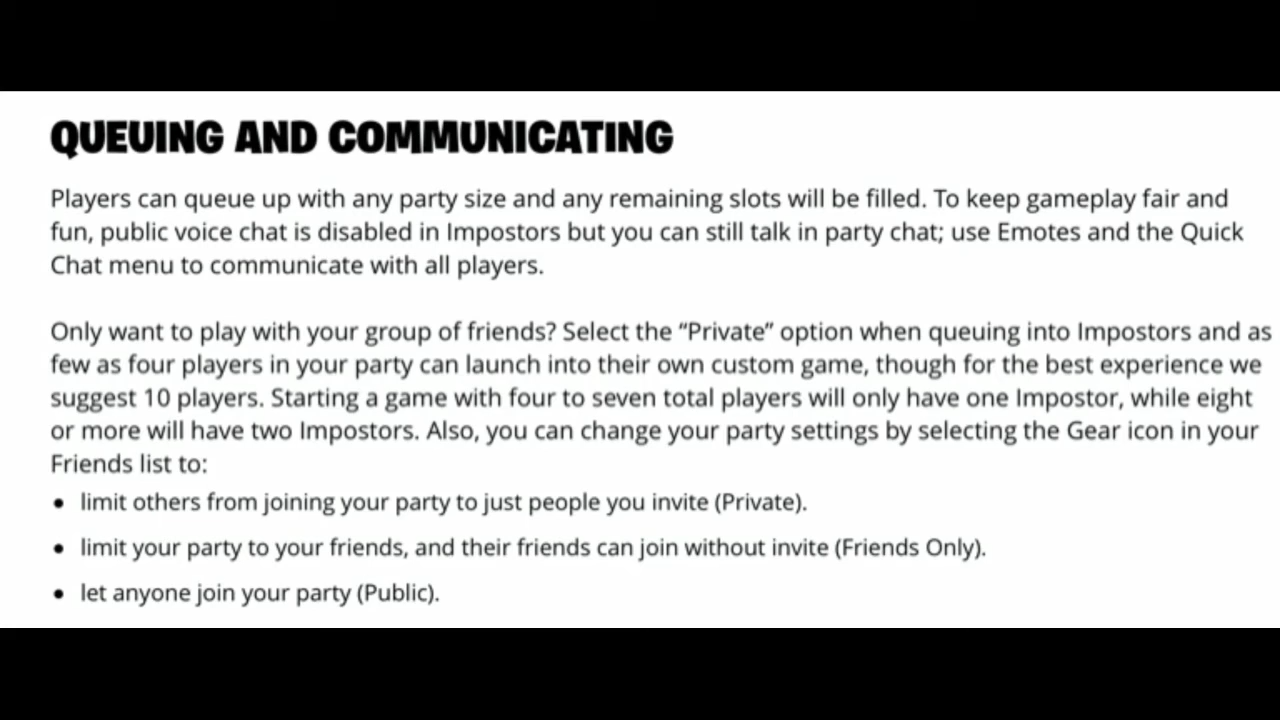 QUEUING AND COMMUNICATING
Players can queue up with any party size and any remaining slots will be filled. To keep gameplay fair and
fun, public voice chat is disabled in Impostors but you can still talk in party chat; use Emotes and the Quick
Chat menu to communicate with all players.
Only want to play with your group of friends? Select the “Private” option when queuing into Impostors and as
few as four players in your party can launch into their own custom game, though for the best experience we
suggest 10 players. Starting a game with four to seven total players will only have one Impostor, while eight
or more will have two Impostors. Also, you can change your party settings by selecting the Gear icon in your
Friends list to:
• limit others from joining your party to just people you invite (Private).
• limit your party to your friends, and their friends can join without invite (Friends Only).
• let anyone join your party (Public).